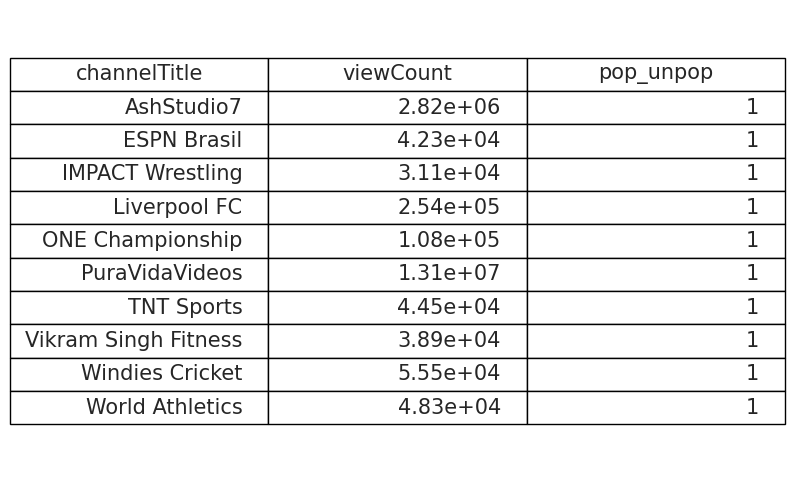 channelTitle viewCount pop_unpop
AshStudio7 2.82e+06 1
ESPN Brasil 4.23e+04 1
IMPACT Wrestling 3.11e+04 1
Liverpool FC 2.54e+05 1
ONE Championship 1.08e+05 1
PuraVidaVideos 1.31e+07 1
TNT Sports 4.45e+04 1
Vikram Singh Fitness 3.89e+04 1
Windies Cricket 5.55e+04 1
World Athletics 4.83e+04 1